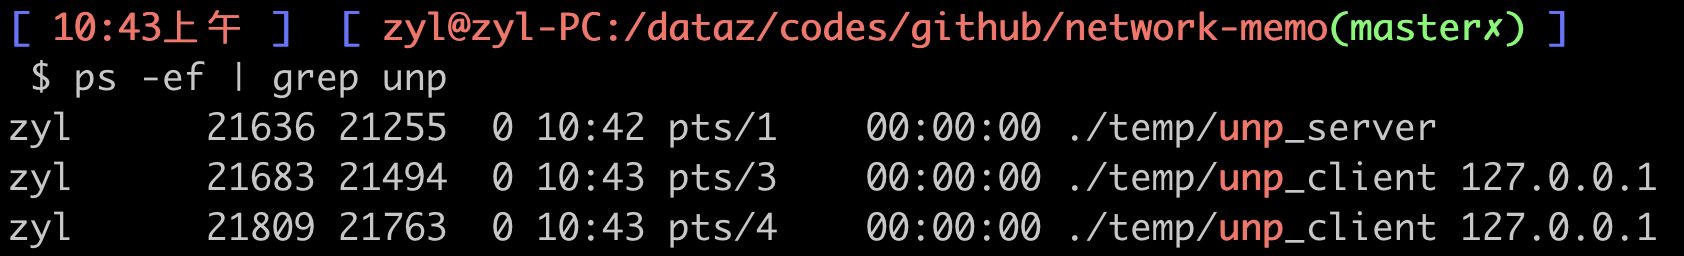 [ 10:43上午 ]  [ zyl@zyl-PC:/dataz/codes/github/network-memo(master✗) ]
 $ ps -ef | grep unp
zyl      21636 21255  0 10:42 pts/1    00:00:00 ./temp/unp_server
zyl      21683 21494  0 10:43 pts/3    00:00:00 ./temp/unp_client 127.0.0.1
zyl      21809 21763  0 10:43 pts/4    00:00:00 ./temp/unp_client 127.0.0.1